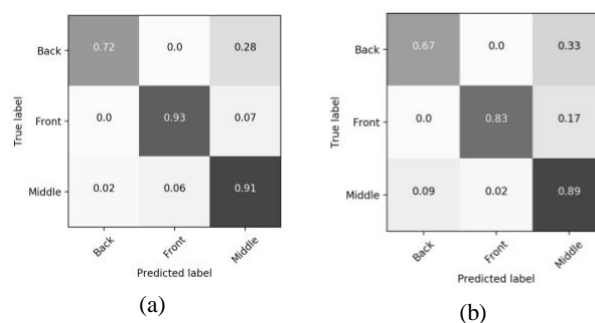 Back 0.72 0.0 0.28
Front 0.0 0.93 0.07
Middle 0.02 0.06 0.91
True label
Back Front Middle
Predicted label
(a)
Back 0.67 0.0 0.33
Front 0.0 0.83 0.17
Middle 0.09 0.02 0.89
True label
Back Front Middle
Predicted label
(b)